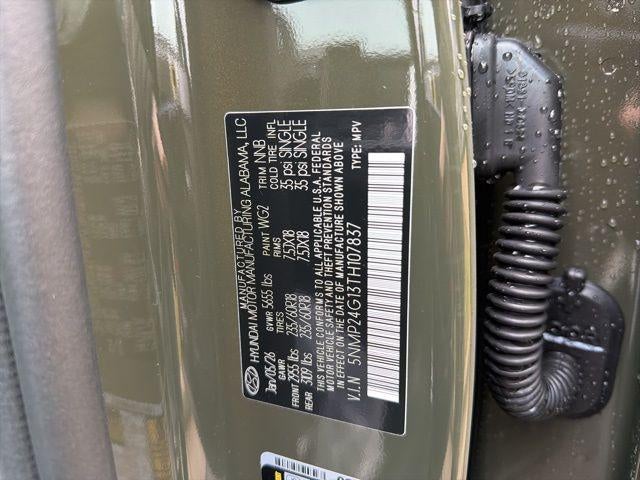 MANUFACTURED BY
HYUNDAI MOTOR MANUFACTURING ALABAMA, LLC
Jan/05/26 GVWR 5655 lbs PAINT WG2 TRIM NNB
GAWR TIRES RIMS COLD TIRE INFL
FRONT 2955 lbs 235/60R18 7.5JX18 35 psi SINGLE
REAR 3109 lbs 235/60R18 7.5JX18 35 psi SINGLE
THIS VEHICLE CONFORMS TO ALL APPLICABLE U.S.A. FEDERAL
MOTOR VEHICLE SAFETY AND THEFT PREVENTION STANDARDS
IN EFFECT ON THE DATE OF MANUFACTURE SHOWN ABOVE
V.I.N 5NMP24G13TH107837 TYPE: MPV